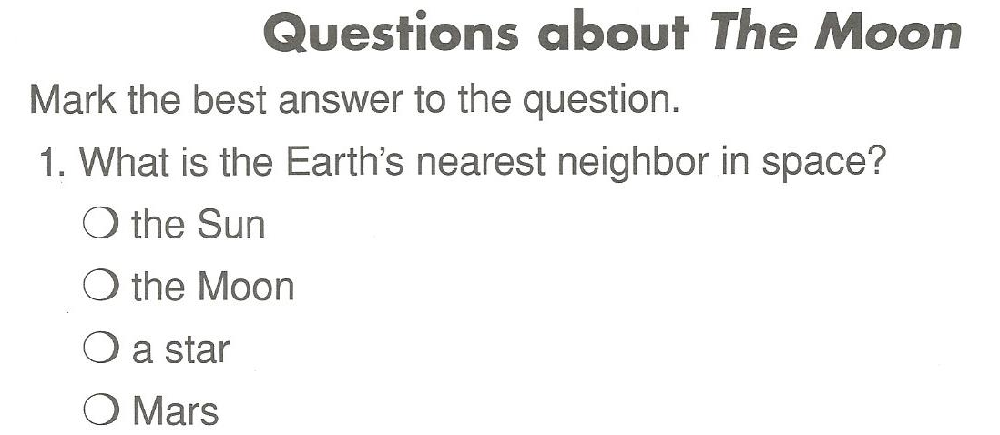 Questions about The Moon
Mark the best answer to the question.
1. What is the Earth's nearest neighbor in space?
the Sun
the Moon
a star
Mars